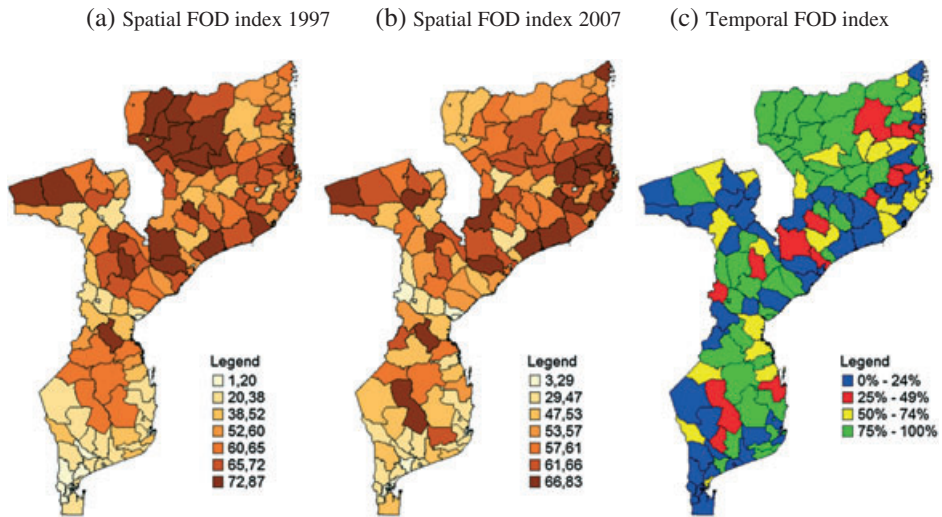 (a) Spatial FOD index 1997
(b) Spatial FOD index 2007
(c) Temporal FOD index
Legend
1,20
20,38
38,52
52,60
60,65
65,72
72,87
Legend
3,29
29,47
47,53
53,57
57,61
61,66
66,83
Legend
0% - 24%
25% - 49%
50% - 74%
75% - 100%